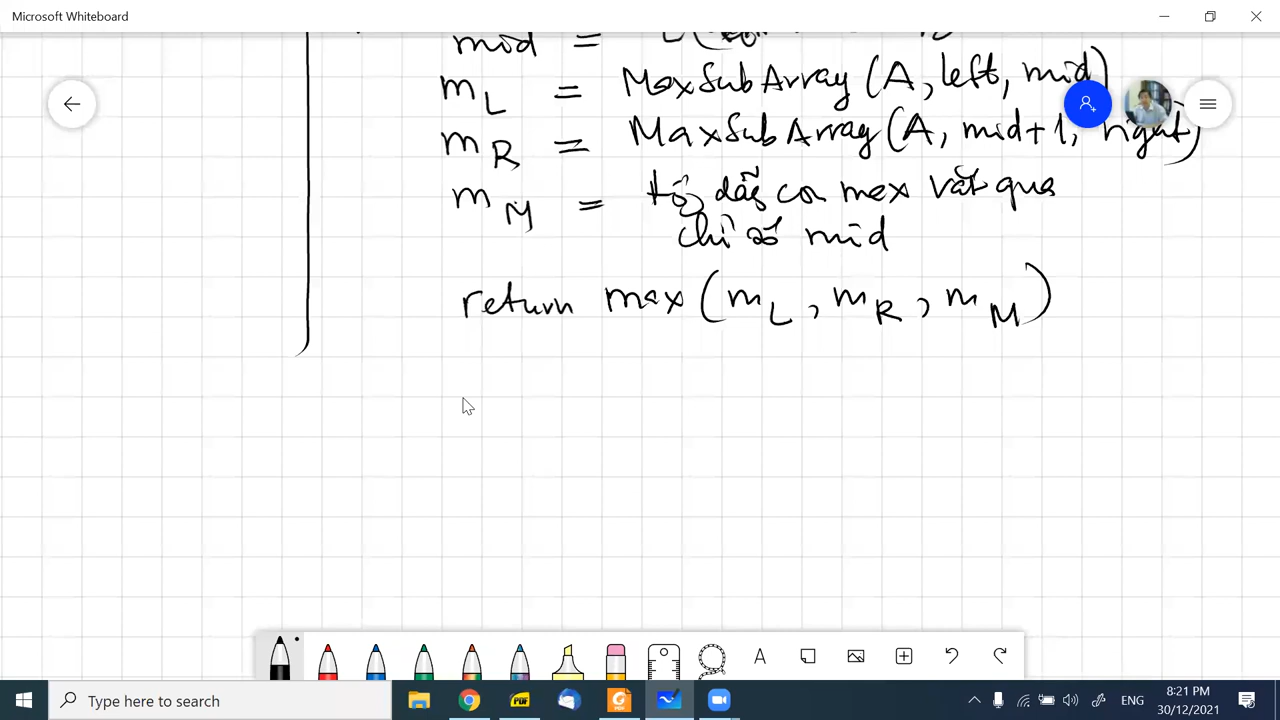 Microsoft Whiteboard
mid =
m_L = MaxSubArray(A, left, mid)
m_R = MaxSubArray(A, mid+1, right)
m_M = tổng dãy con max vắt qua
chỉ số mid
return max(m_L, m_R, m_M)
A
PDF
Type here to search
ENG
8:21 PM
30/12/2021
3